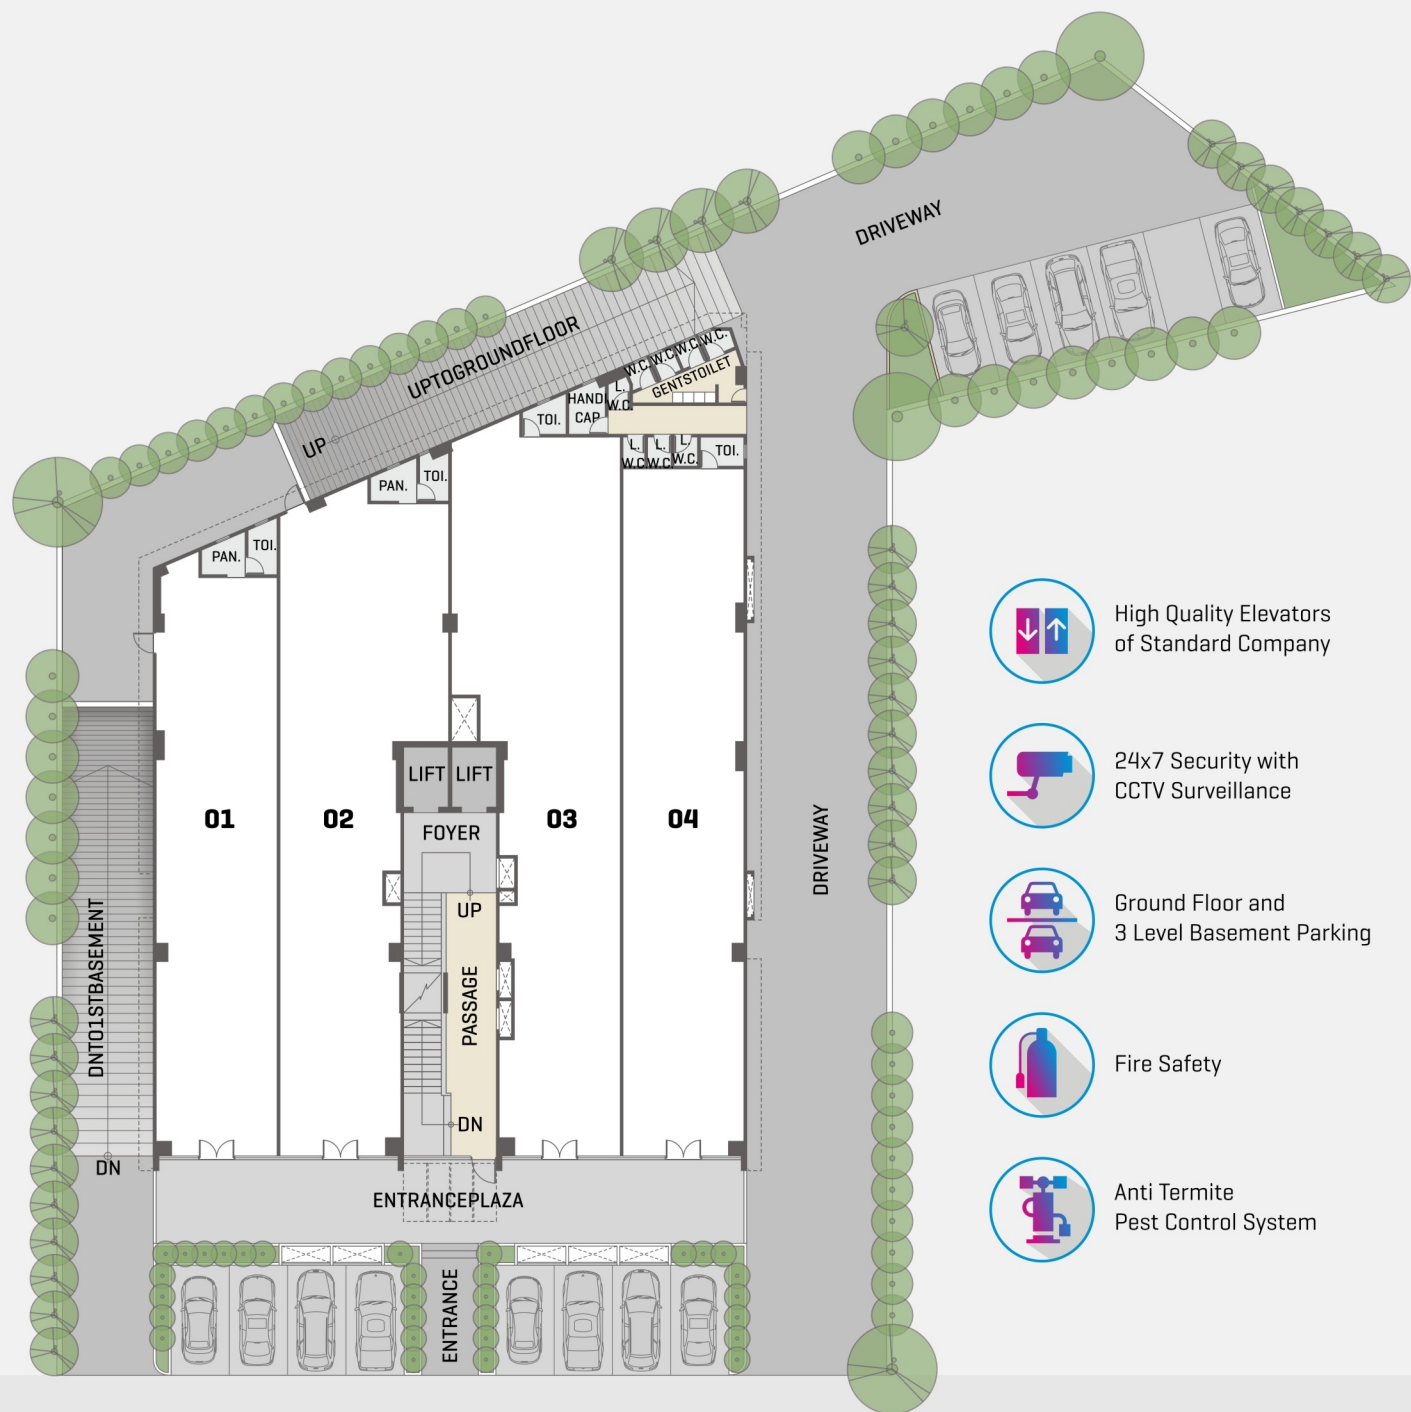 DRIVEWAY
UPTOGROUNDFLOOR
UP
W.C.
W.C.
W.C.
W.C.
GENTSTOILET
L.
W.C.
HANDI
CAP
TOI.
L.
W.C.
L.
W.C.
L.
W.C.
TOI.
PAN.
TOI.
PAN.
TOI.
LIFT
LIFT
01
02
03
04
FOYER
UP
PASSAGE
DN
DRIVEWAY
DNTO1STBASEMENT
DN
ENTRANCEPLAZA
ENTRANCE
High Quality Elevators
of Standard Company
24x7 Security with
CCTV Surveillance
Ground Floor and
3 Level Basement Parking
Fire Safety
Anti Termite
Pest Control System